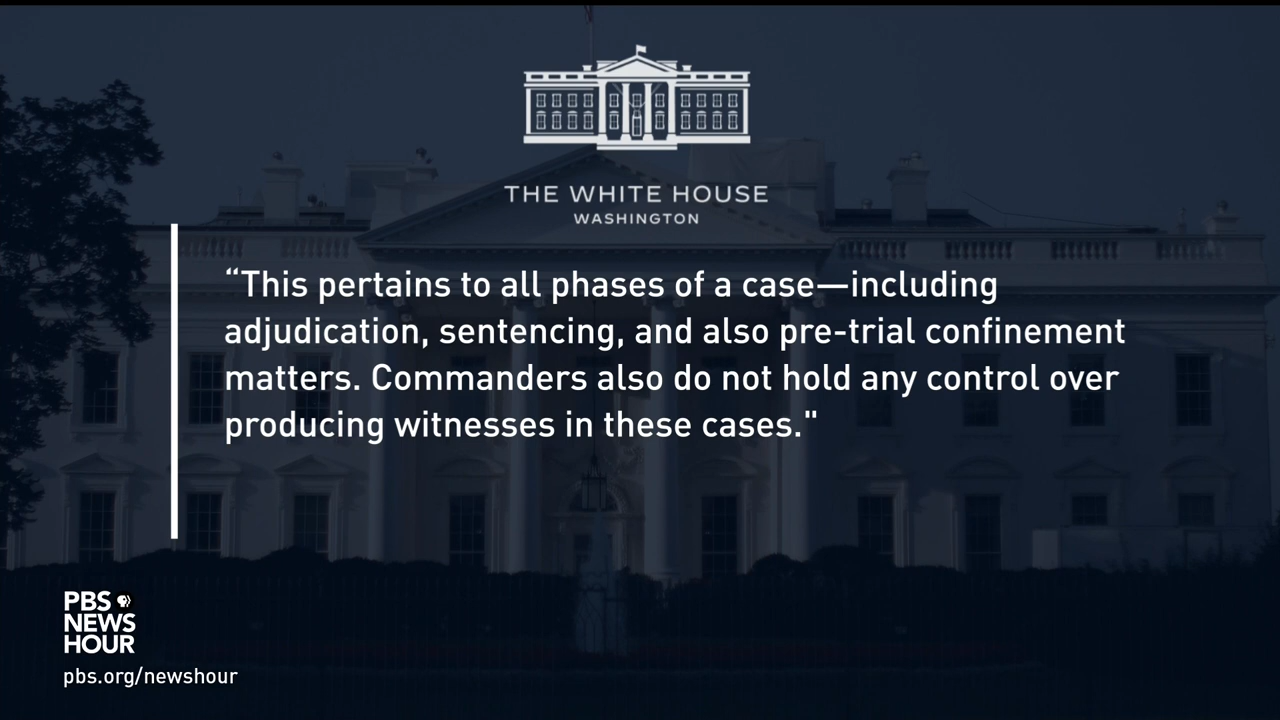 THE WHITE HOUSE
WASHINGTON
“This pertains to all phases of a case—including
adjudication, sentencing, and also pre-trial confinement
matters. Commanders also do not hold any control over
producing witnesses in these cases."
PBS
NEWS
HOUR
pbs.org/newshour